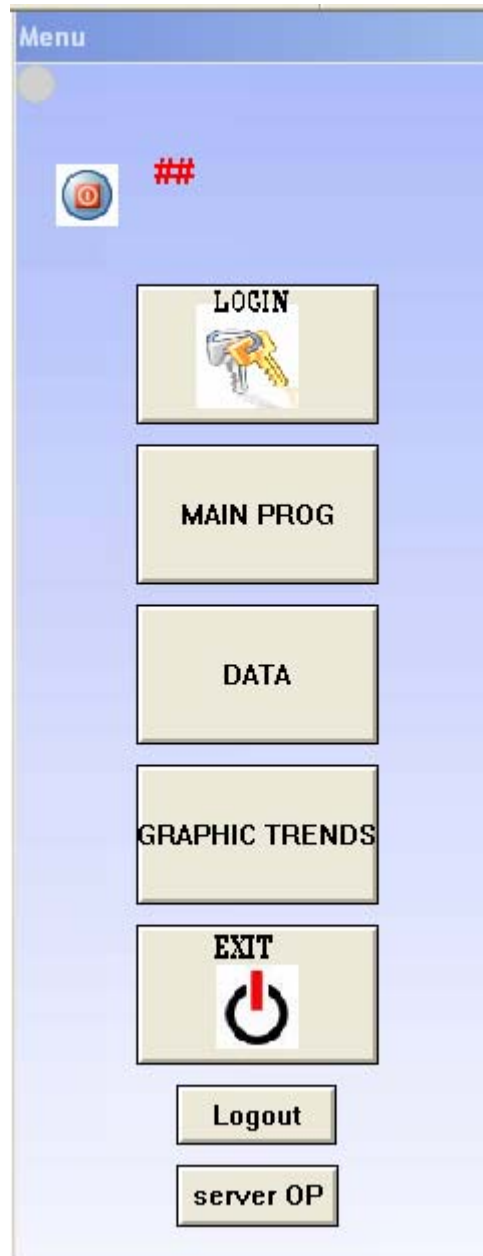 Menu
##
LOGIN
MAIN PROG
DATA
GRAPHIC TRENDS
EXIT
Logout
server OP